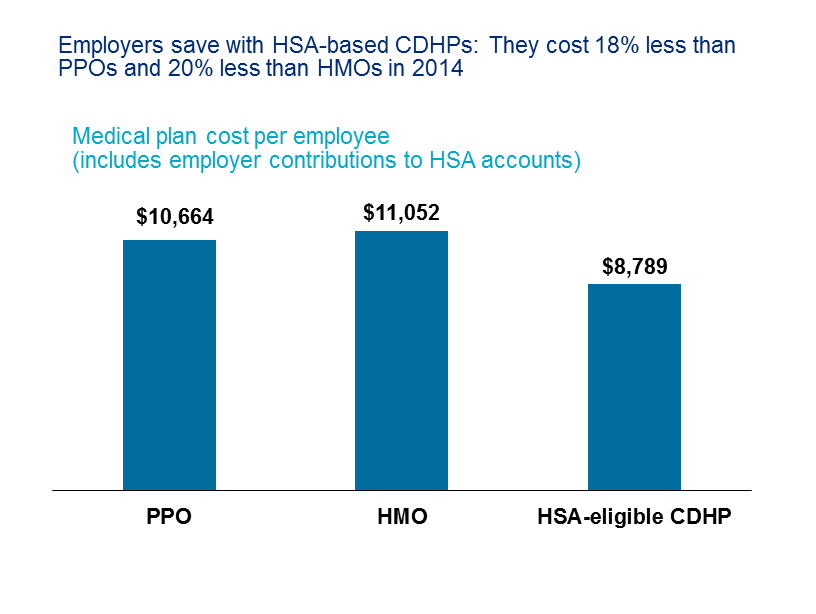 Employers save with HSA-based CDHPs: They cost 18% less than
PPOs and 20% less than HMOs in 2014
Medical plan cost per employee
(includes employer contributions to HSA accounts)
$10,664
$11,052
$8,789
PPO
HMO
HSA-eligible CDHP